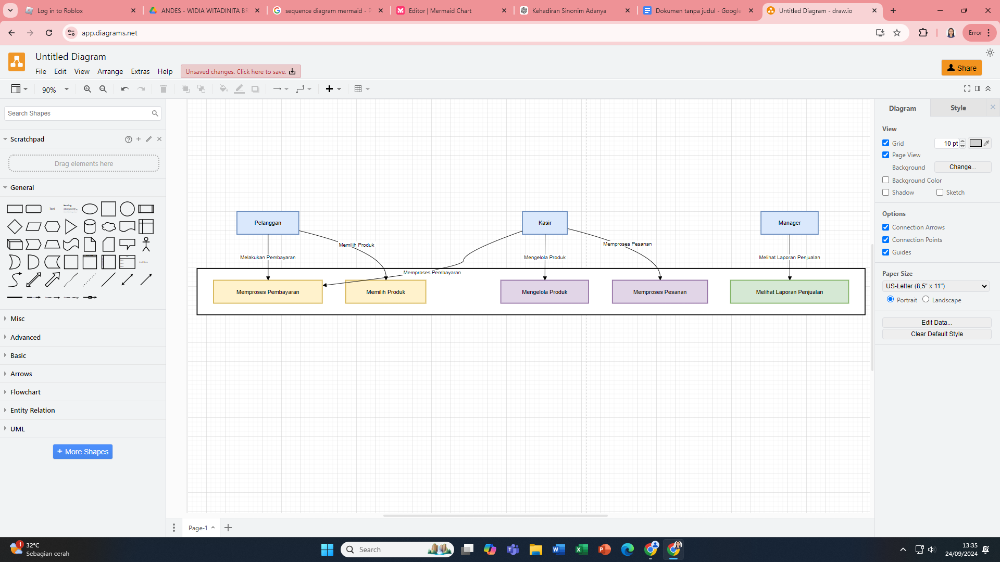 Log in to Roblox
ANDES - WIDIA WITADINITA BR
sequence diagram mermaid - P
Editor | Mermaid Chart
Kehadiran Sinonim Adanya
Dokumen tanpa judul - Google
Untitled Diagram - draw.io
app.diagrams.net
Error
Untitled Diagram
File Edit View Arrange Extras Help
Unsaved changes. Click here to save.
Share
90%
Search Shapes
Scratchpad
Drag elements here
General
Text
Heading
List Item
Misc
Advanced
Basic
Arrows
Flowchart
Entity Relation
UML
+ More Shapes
Pelanggan
Kasir
Manager
Memilih Produk
Memproses Pesanan
Melakukan Pembayaran
Mengelola Produk
Melihat Laporan Penjualan
Memproses Pembayaran
Memproses Pembayaran
Memilih Produk
Mengelola Produk
Memproses Pesanan
Melihat Laporan Penjualan
Diagram
Style
View
Grid
10 pt
Page View
Background
Change...
Background Color
Shadow
Sketch
Options
Connection Arrows
Connection Points
Guides
Paper Size
US-Letter (8,5" x 11")
Portrait
Landscape
Edit Data...
Clear Default Style
Page-1
1
32°C
Sebagian cerah
Search
13:35
24/09/2024